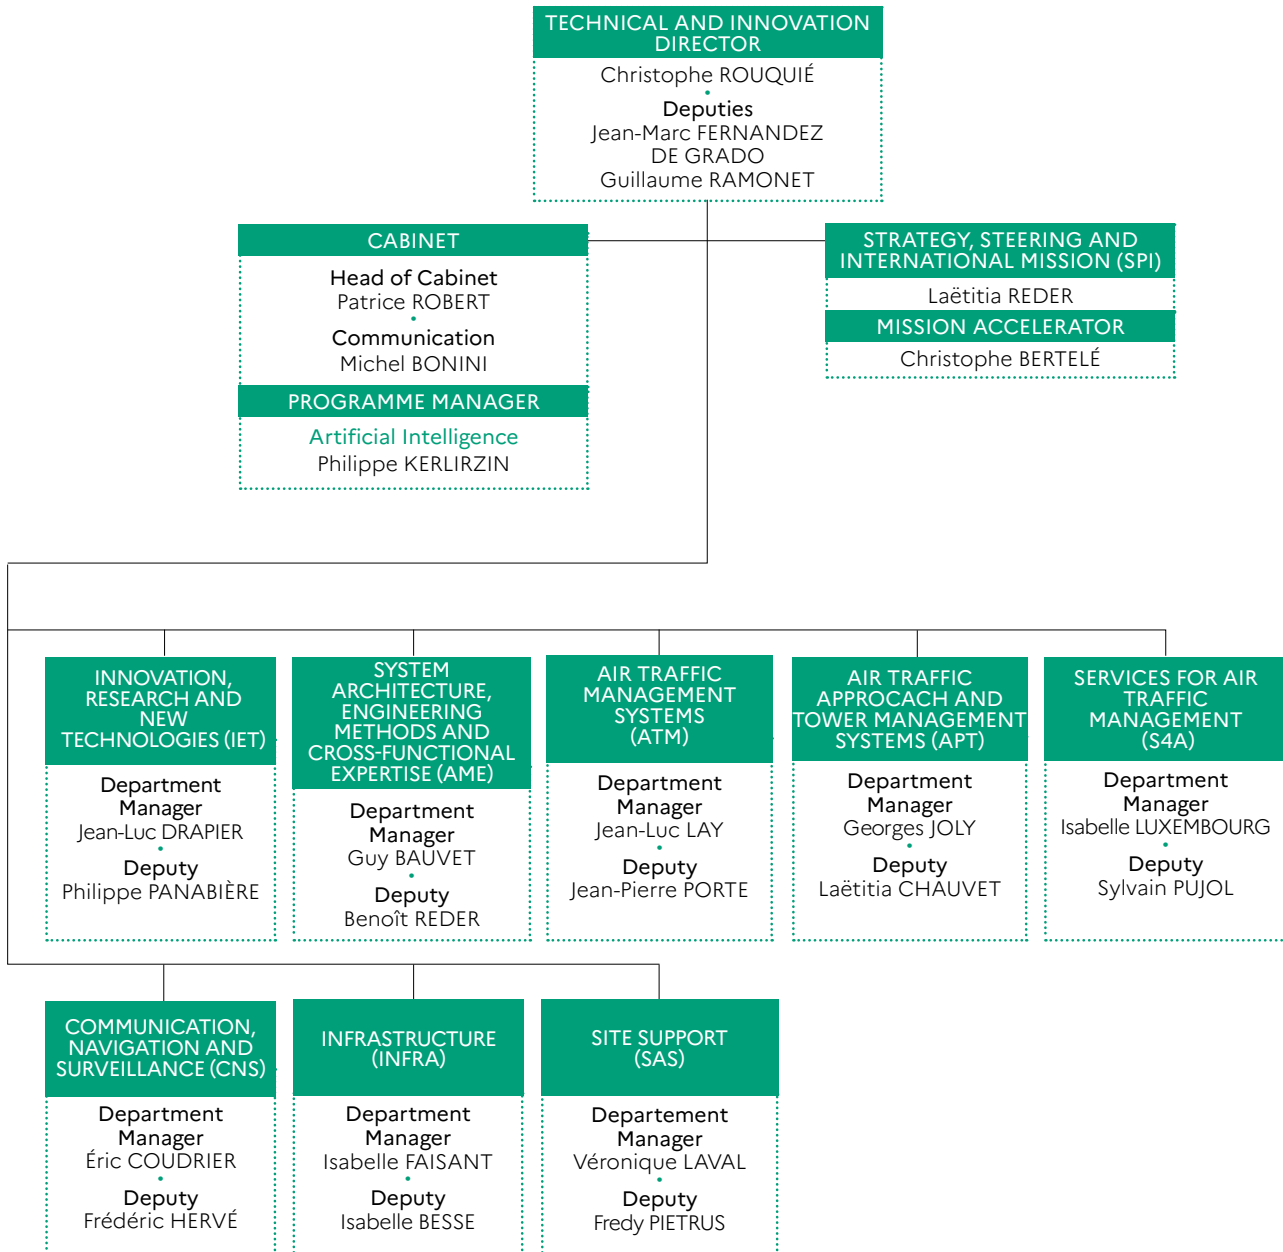 TECHNICAL AND INNOVATION
DIRECTOR
Christophe ROUQUIÉ
Deputies
Jean-Marc FERNANDEZ
DE GRADO
Guillaume RAMONET
CABINET
Head of Cabinet
Patrice ROBERT
Communication
Michel BONINI
PROGRAMME MANAGER
Artificial Intelligence
Philippe KERLIRZIN
STRATEGY, STEERING AND
INTERNATIONAL MISSION (SPI)
Laëtitia REDER
MISSION ACCELERATOR
Christophe BERTELÉ
INNOVATION,
RESEARCH AND
NEW
TECHNOLOGIES (IET)
Department
Manager
Jean-Luc DRAPIER
Deputy
Philippe PANABIÈRE
SYSTEM
ARCHITECTURE,
ENGINEERING
METHODS AND
CROSS-FUNCTIONAL
EXPERTISE (AME)
Department
Manager
Guy BAUVET
Deputy
Benoît REDER
AIR TRAFFIC
MANAGEMENT
SYSTEMS
(ATM)
Department
Manager
Jean-Luc LAY
Deputy
Jean-Pierre PORTE
AIR TRAFFIC
APPROCACH AND
TOWER MANAGEMENT
SYSTEMS (APT)
Department
Manager
Georges JOLY
Deputy
Laëtitia CHAUVET
SERVICES FOR AIR
TRAFFIC
MANAGEMENT
(S4A)
Department
Manager
Isabelle LUXEMBOURG
Deputy
Sylvain PUJOL
COMMUNICATION,
NAVIGATION AND
SURVEILLANCE (CNS)
Department
Manager
Éric COUDRIER
Deputy
Frédéric HERVÉ
INFRASTRUCTURE
(INFRA)
Department
Manager
Isabelle FAISANT
Deputy
Isabelle BESSE
SITE SUPPORT
(SAS)
Departement
Manager
Véronique LAVAL
Deputy
Fredy PIETRUS